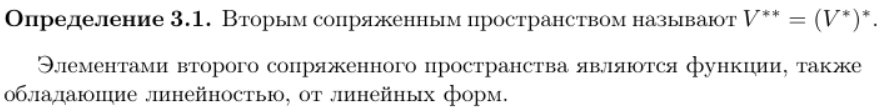 Определение 3.1. Вторым сопряженным пространством называют V** = (V*)*.
Элементами второго сопряженного пространства являются функции, также
обладающие линейностью, от линейных форм.